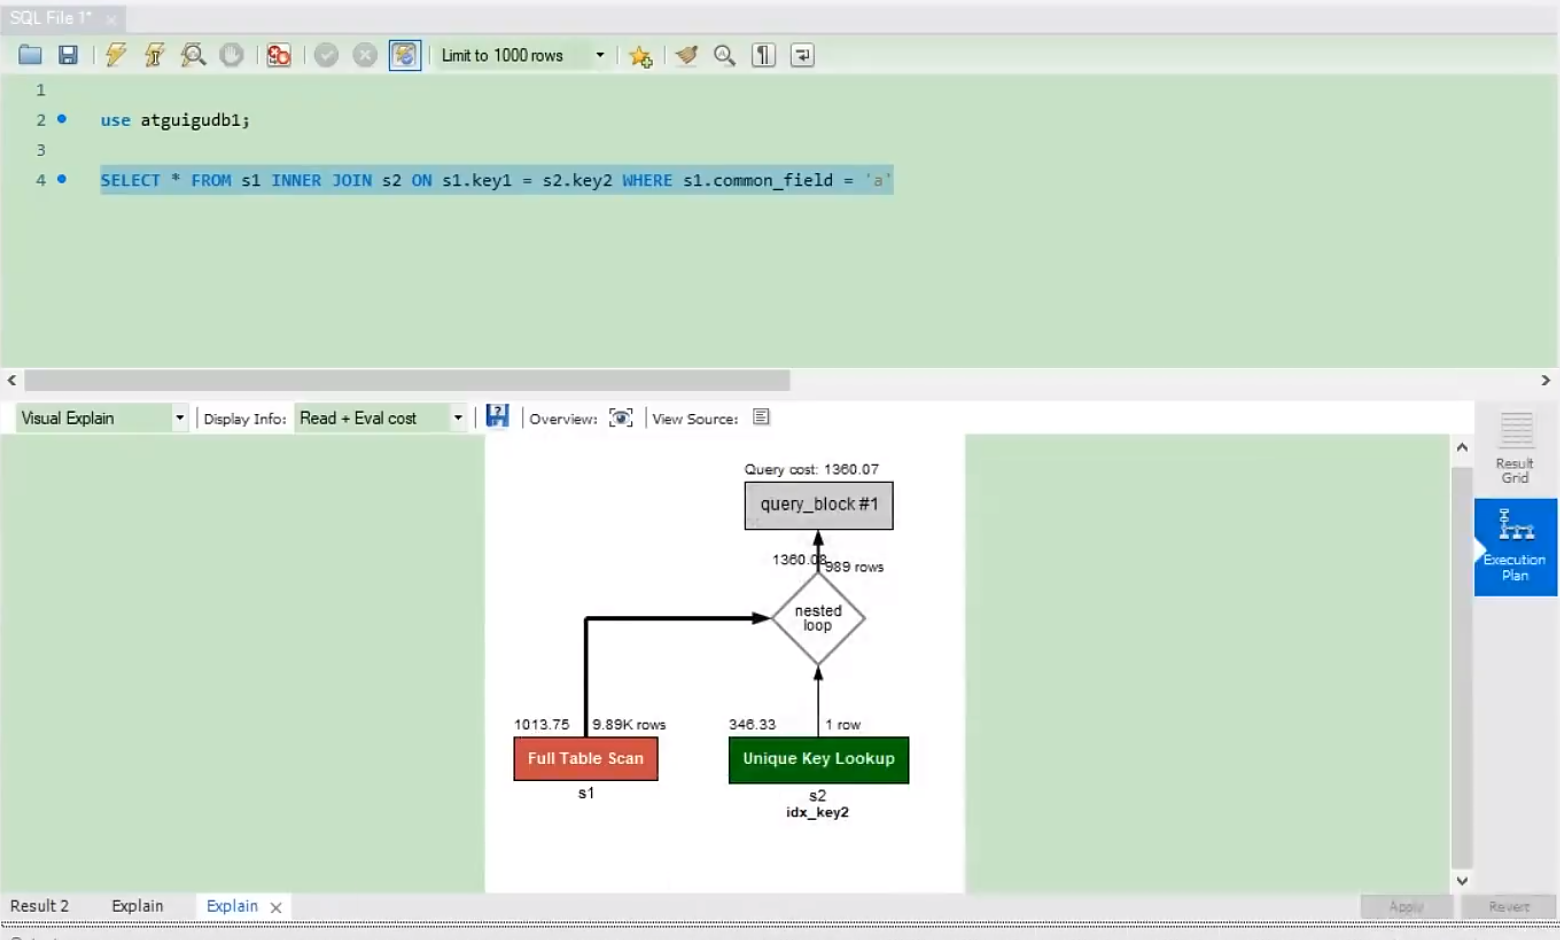 SQL File 1*
Limit to 1000 rows
1
2 use atguigudb1;
3
4 SELECT * FROM s1 INNER JOIN s2 ON s1.key1 = s2.key2 WHERE s1.common_field = 'a'
Visual Explain Display Info: Read + Eval cost Overview: View Source:
Result
Grid
Execution
Plan
Query cost: 1360.07
query_block #1
1360.08 989 rows
nested
loop
1013.75 9.89K rows
346.33 1 row
Full Table Scan
Unique Key Lookup
s1
s2
idx_key2
Result 2 Explain Explain
Apply Revert